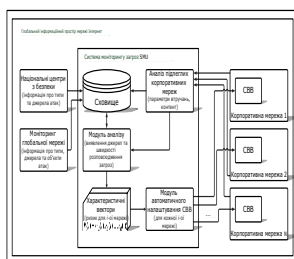 Глобальний інформаційний простір мережі Інтернет
Система моніторингу загроз SMU
Національні центри
з безпеки
(інформація про типи
та джерела атак)
Сховище
Аналіз підлеглих
корпоративних
мереж
(параметри втручань,
контент)
СВВ
Корпоративна мережа 1
Моніторинг
глобальної мережі
(інформація про типи,
джерела та об'єкти
атак)
Модуль аналізу
(виявлення джерел та
швидкості
розповсюдження
загроз)
СВВ
Корпоративна мережа 2
Характеристичні
вектори
(ризик для i-ої мережі)
Модуль
автоматичного
налаштування СВВ
(для кожної i-ої
мережі)
...
СВВ
Корпоративна мережа